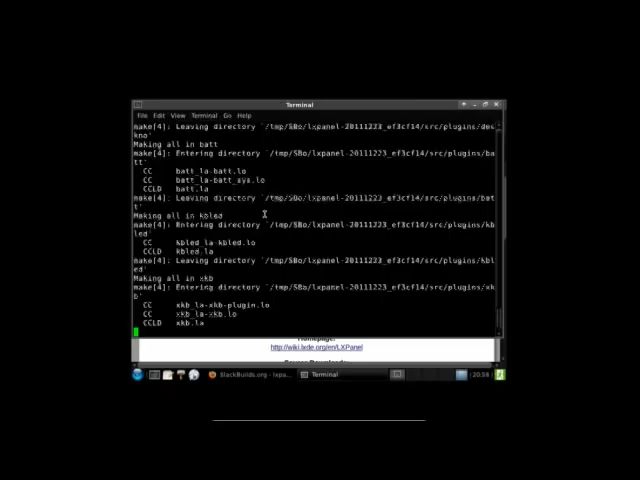 Terminal
File Edit View Terminal Go Help
make[4]: Leaving directory `/tmp/SBo/lxpanel-20111223_ef3cf14/src/plugins/dec
kno'
Making all in batt
make[4]: Entering directory `/tmp/SBo/lxpanel-20111223_ef3cf14/src/plugins/ba
tt'
CC batt_la-batt.lo
CC batt_la-batt_sys.lo
CCLD batt.la
make[4]: Leaving directory `/tmp/SBo/lxpanel-20111223_ef3cf14/src/plugins/bat
t'
Making all in kbled
make[4]: Entering directory `/tmp/SBo/lxpanel-20111223_ef3cf14/src/plugins/kb
led'
CC kbled_la-kbled.lo
CCLD kbled.la
make[4]: Leaving directory `/tmp/SBo/lxpanel-20111223_ef3cf14/src/plugins/kbl
ed'
Making all in xkb
make[4]: Entering directory `/tmp/SBo/lxpanel-20111223_ef3cf14/src/plugins/xk
b'
CC xkb_la-xkb-plugin.lo
CC xkb_la-xkb.lo
CCLD xkb.la
Homepage:
http://wiki.lxde.org/en/LXPanel
SlackBuilds.org - lxpa...
Terminal
20:58